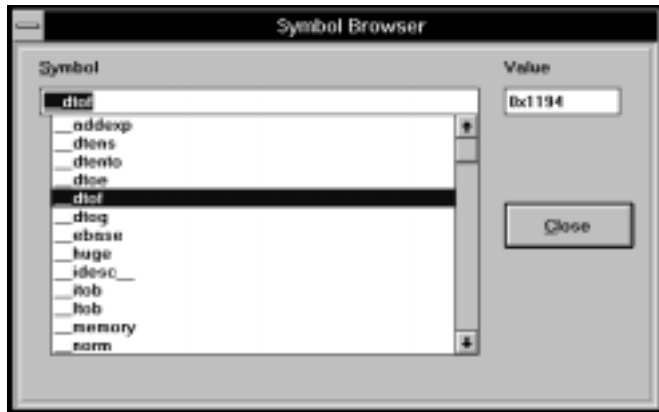 Symbol Browser
Symbol
Value
__dtof
0x1194
__addexp
__dtens
__dtento
__dtoe
__dtof
__dtog
__ebase
__huge
__idesc__
__itob
__ltob
__memory
__norm
Close